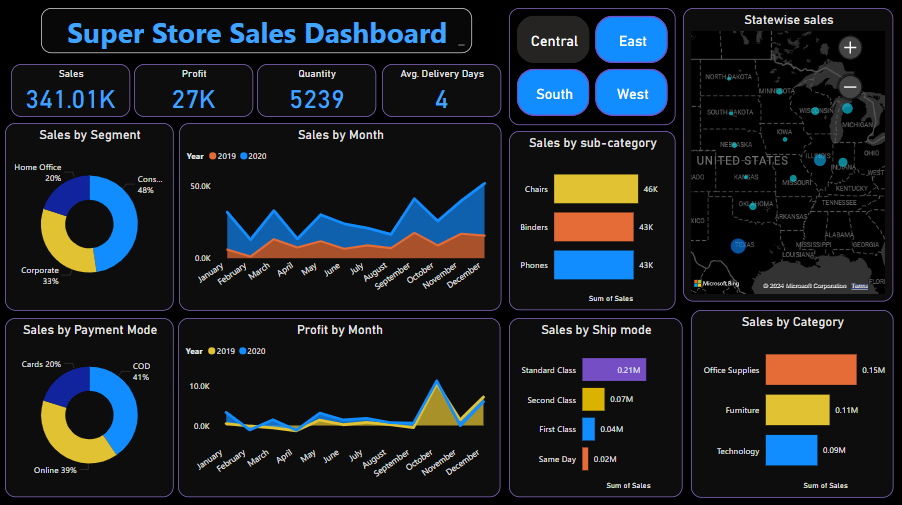 Super Store Sales Dashboard
Sales
341.01K
Profit
27K
Quantity
5239
Avg. Delivery Days
4
Central
East
South
West
Statewise sales
NORTH DAKOTA
MINNESOTA
SOUTH DAKOTA
WISCONSIN
MICHIGAN
IOWA
NEBRASKA
UNITED STATES
ILLINOIS
INDIANA
OHIO
KANSAS
MISSOURI
WEST
KENTUCKY
OKLAHOMA
TENNESSEE
ARKANSAS
ALABAMA
TEXAS
MISSISSIPPI
GEORGIA
LOUISIANA
FLORI
Microsoft Bing
© 2024 Microsoft Corporation
Terms
Sales by Segment
Home Office
20%
Cons...
48%
Corporate
33%
Sales by Month
Year 2019 2020
50.0K
0.0K
January
February
March
April
May
June
July
August
September
October
November
December
Sales by sub-category
Chairs 46K
Binders 43K
Phones 43K
Sum of Sales
Sales by Payment Mode
Cards 20%
COD
41%
Online 39%
Profit by Month
Year 2019 2020
10.0K
0.0K
January
February
March
April
May
June
July
August
September
October
November
December
Sales by Ship mode
Standard Class 0.21M
Second Class 0.07M
First Class 0.04M
Same Day 0.02M
Sum of Sales
Sales by Category
Office Supplies 0.15M
Furniture 0.11M
Technology 0.09M
Sum of Sales